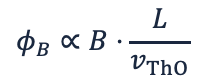 ϕ_B ∝ B · L / v_ThO